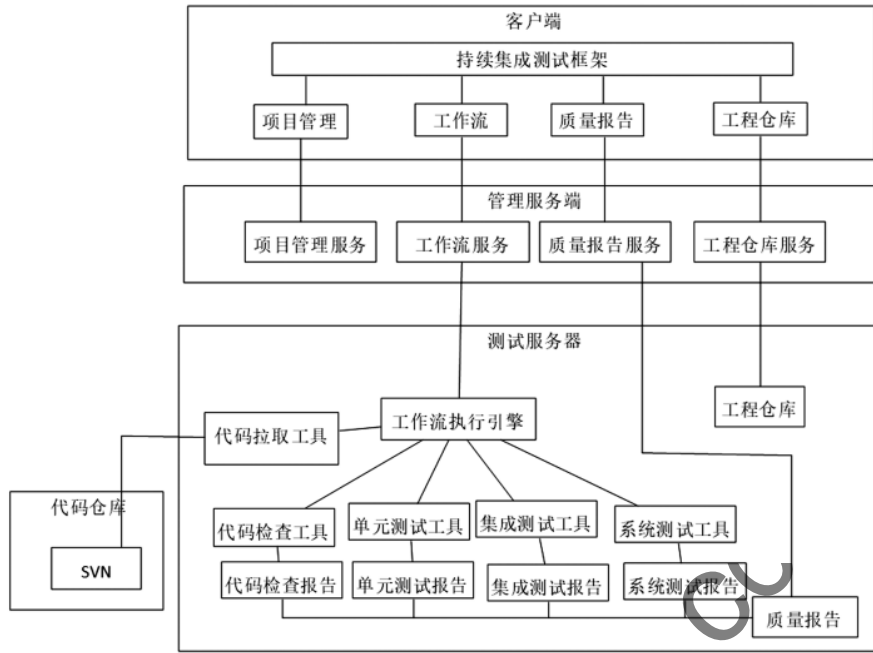 客户端
持续集成测试框架
项目管理
工作流
质量报告
工程仓库
管理服务端
项目管理服务
工作流服务
质量报告服务
工程仓库服务
测试服务器
工程仓库
代码拉取工具
工作流执行引擎
代码仓库
SVN
代码检查工具
单元测试工具
集成测试工具
系统测试工具
代码检查报告
单元测试报告
集成测试报告
系统测试报告
质量报告